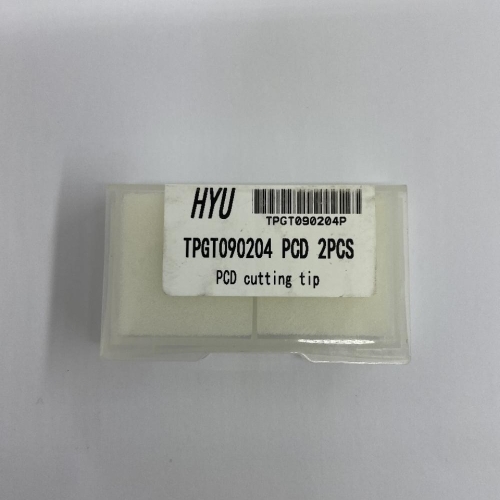 HYU
TPGT090204P
TPGT090204 PCD 2PCS
PCD cutting tip